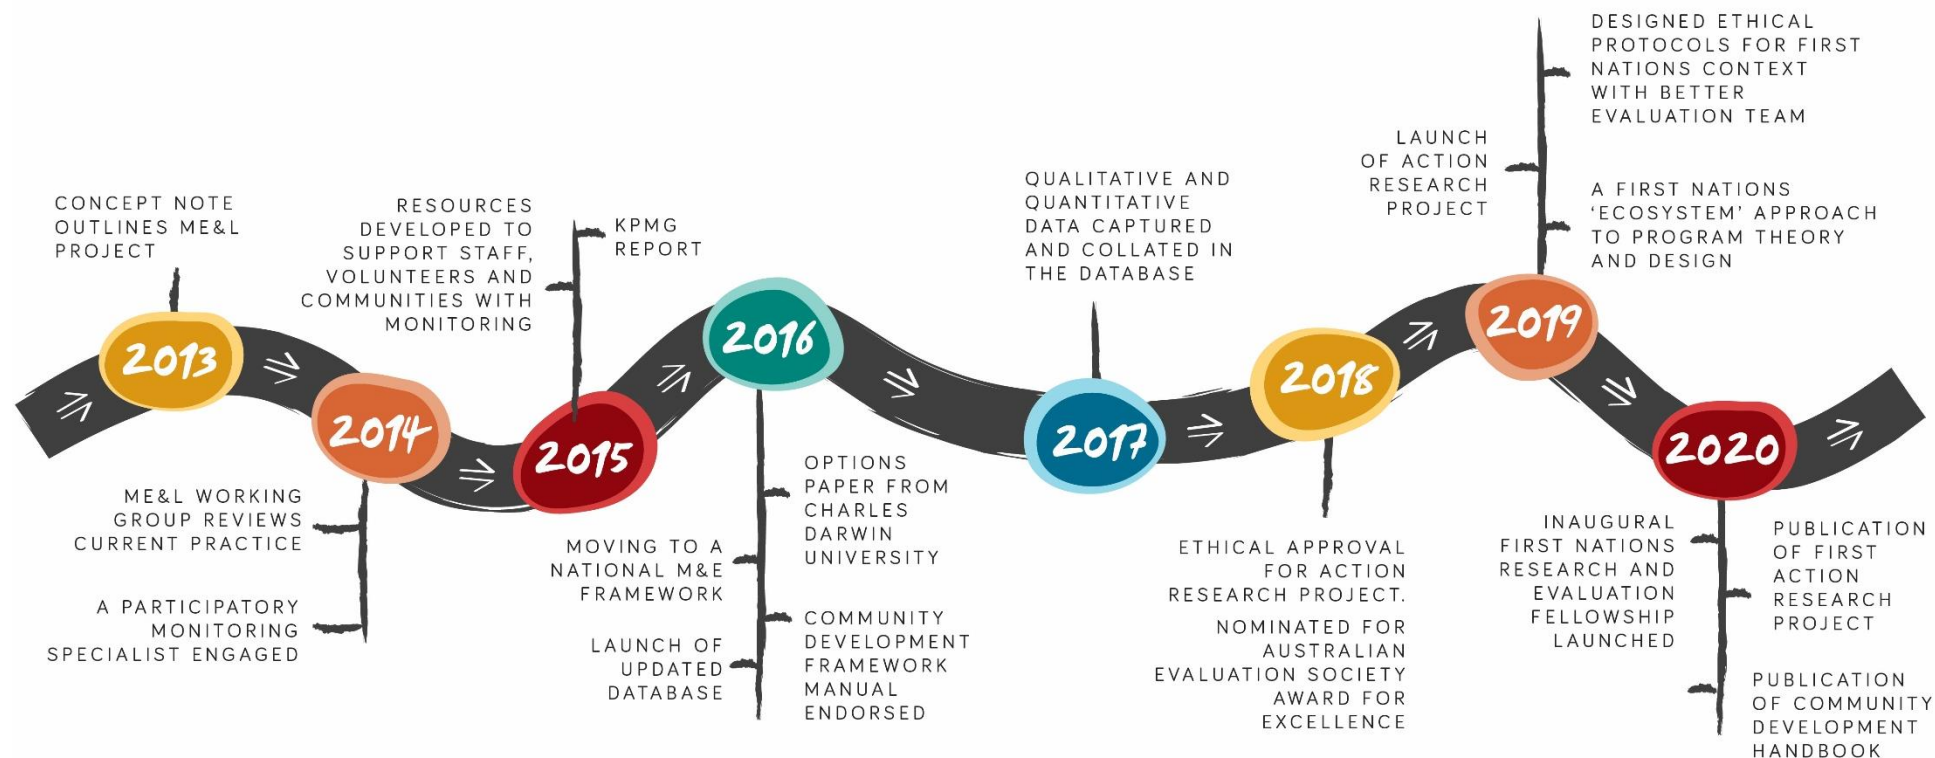 CONCEPT NOTE
OUTLINES ME&L
PROJECT
2013
2014
ME&L WORKING
GROUP REVIEWS
CURRENT PRACTICE
A PARTICIPATORY
MONITORING
SPECIALIST ENGAGED
RESOURCES
DEVELOPED TO
SUPPORT STAFF,
VOLUNTEERS AND
COMMUNITIES WITH
MONITORING
KPMG
REPORT
2015
2016
OPTIONS
PAPER FROM
CHARLES
DARWIN
UNIVERSITY
MOVING TO A
NATIONAL M&E
FRAMEWORK
COMMUNITY
DEVELOPMENT
FRAMEWORK
MANUAL
ENDORSED
LAUNCH OF
UPDATED
DATABASE
QUALITATIVE AND
QUANTITATIVE
DATA CAPTURED
AND COLLATED IN
THE DATABASE
2017
2018
ETHICAL APPROVAL
FOR ACTION
RESEARCH PROJECT.
NOMINATED FOR
AUSTRALIAN
EVALUATION SOCIETY
AWARD FOR
EXCELLENCE
DESIGNED ETHICAL
PROTOCOLS FOR FIRST
NATIONS CONTEXT
WITH BETTER
EVALUATION TEAM
LAUNCH
OF ACTION
RESEARCH
PROJECT
A FIRST NATIONS
‘ECOSYSTEM’ APPROACH
TO PROGRAM THEORY
AND DESIGN
2019
2020
INAUGURAL
FIRST NATIONS
RESEARCH AND
EVALUATION
FELLOWSHIP
LAUNCHED
PUBLICATION
OF FIRST
ACTION
RESEARCH
PROJECT
PUBLICATION
OF COMMUNITY
DEVELOPMENT
HANDBOOK